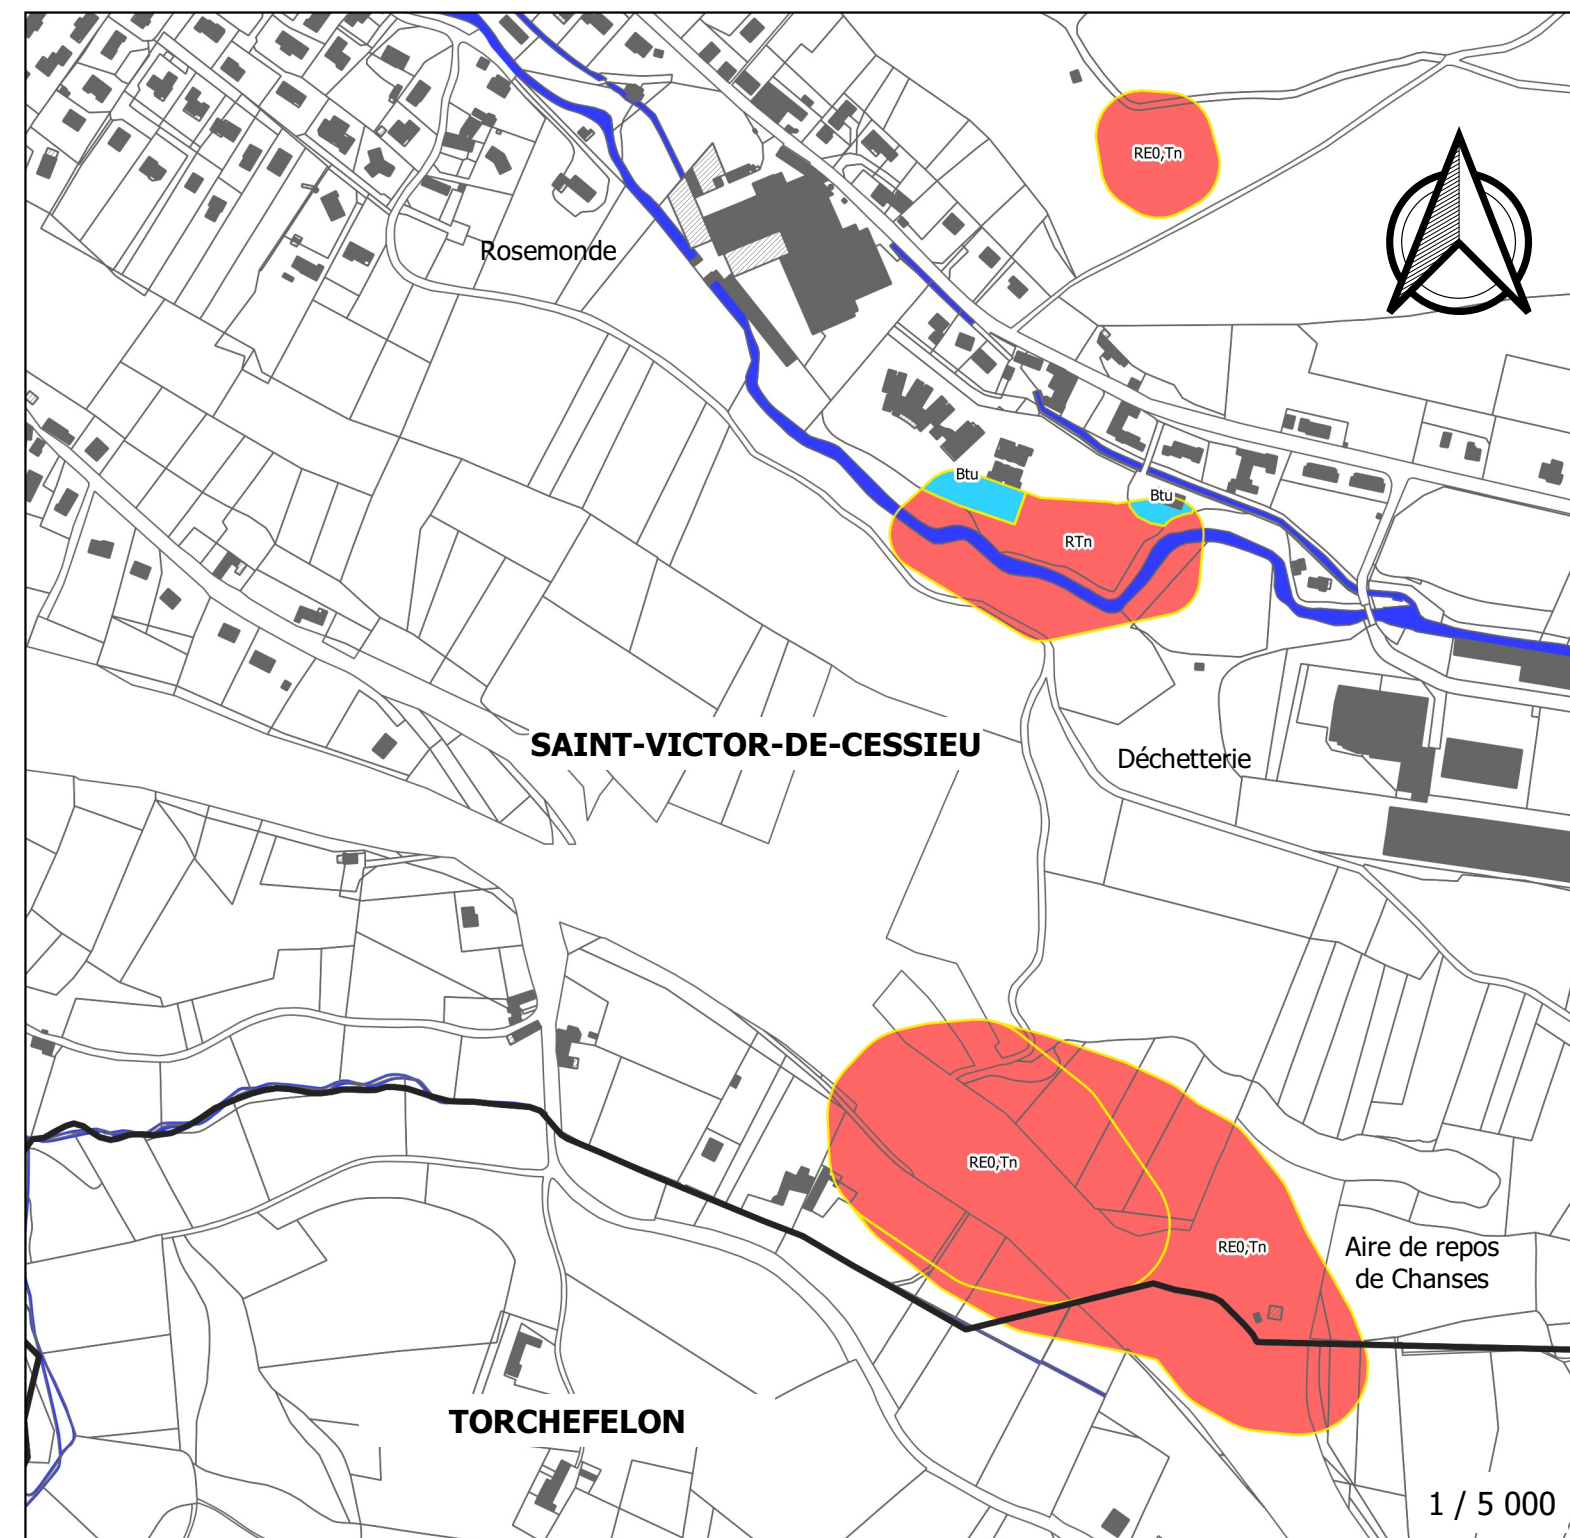 RE0,Tn
Rosemonde
Btu
Btu
RTn
SAINT-VICTOR-DE-CESSIEU
Déchetterie
RE0,Tn
RE0,Tn
Aire de repos
de Chanses
TORCHEFELON
1 / 5 000